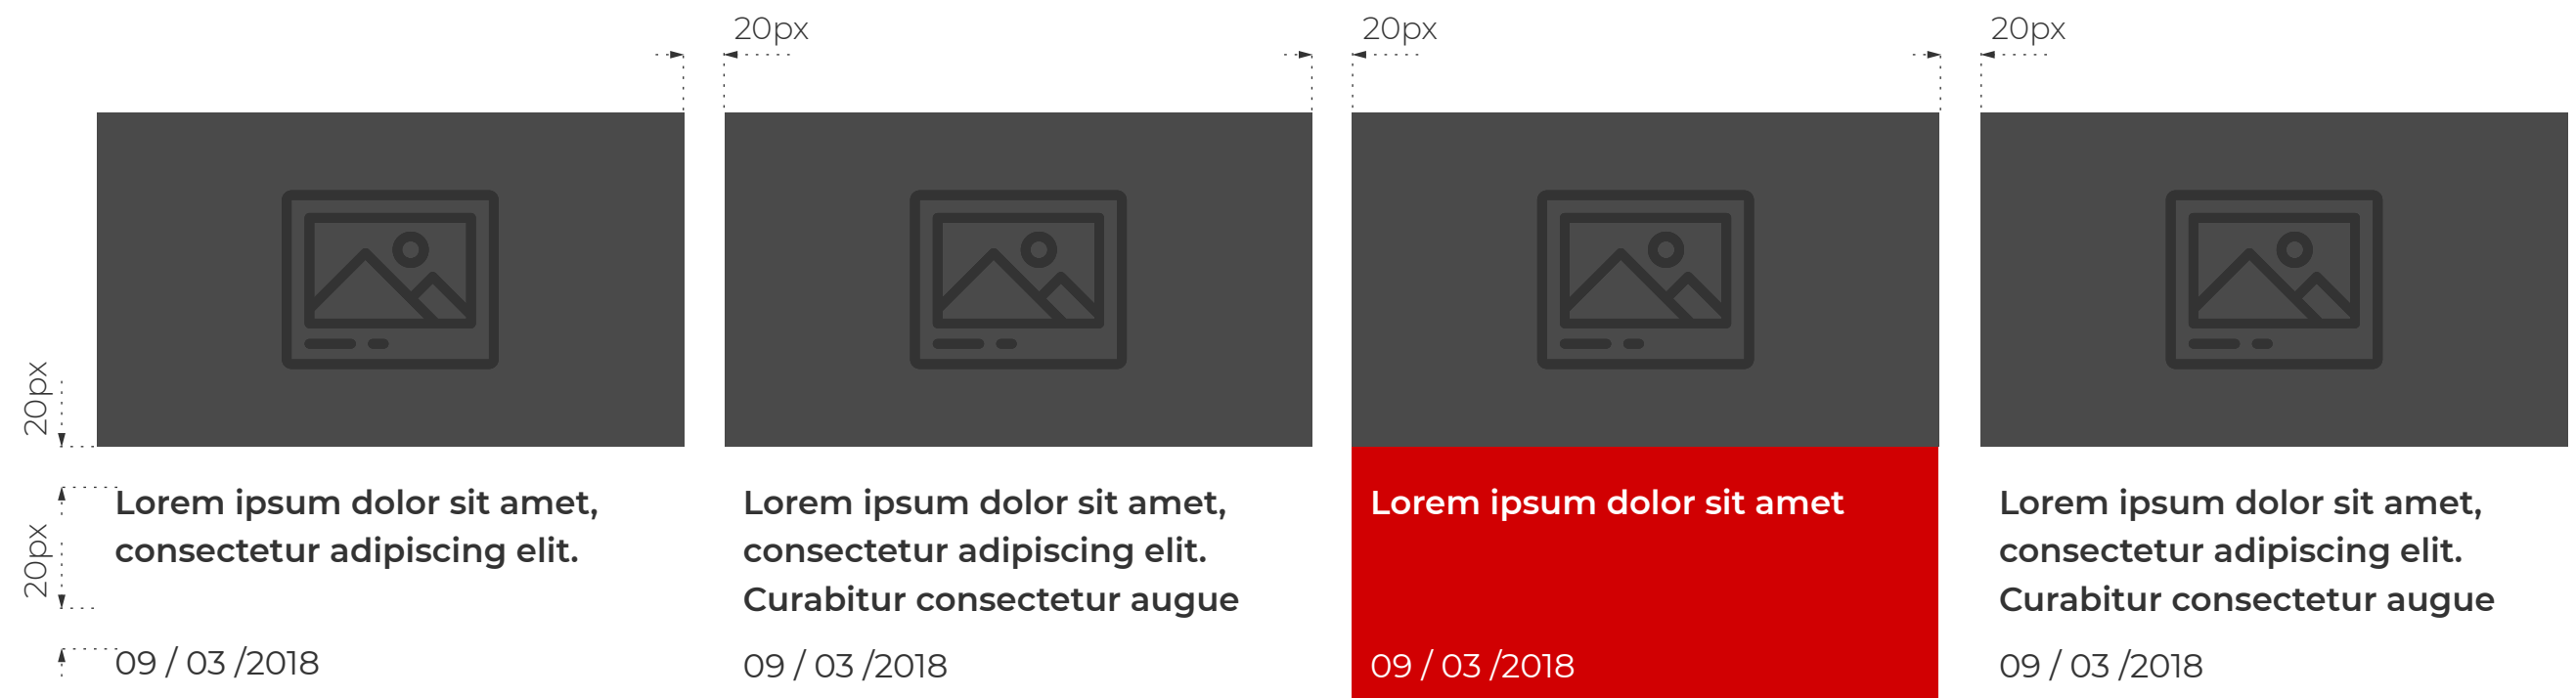 20px
20px
20px
20px
20px
Lorem ipsum dolor sit amet,
consectetur adipiscing elit.
09 / 03 /2018
Lorem ipsum dolor sit amet,
consectetur adipiscing elit.
Curabitur consectetur augue
09 / 03 /2018
Lorem ipsum dolor sit amet
09 / 03 /2018
Lorem ipsum dolor sit amet,
consectetur adipiscing elit.
Curabitur consectetur augue
09 / 03 /2018